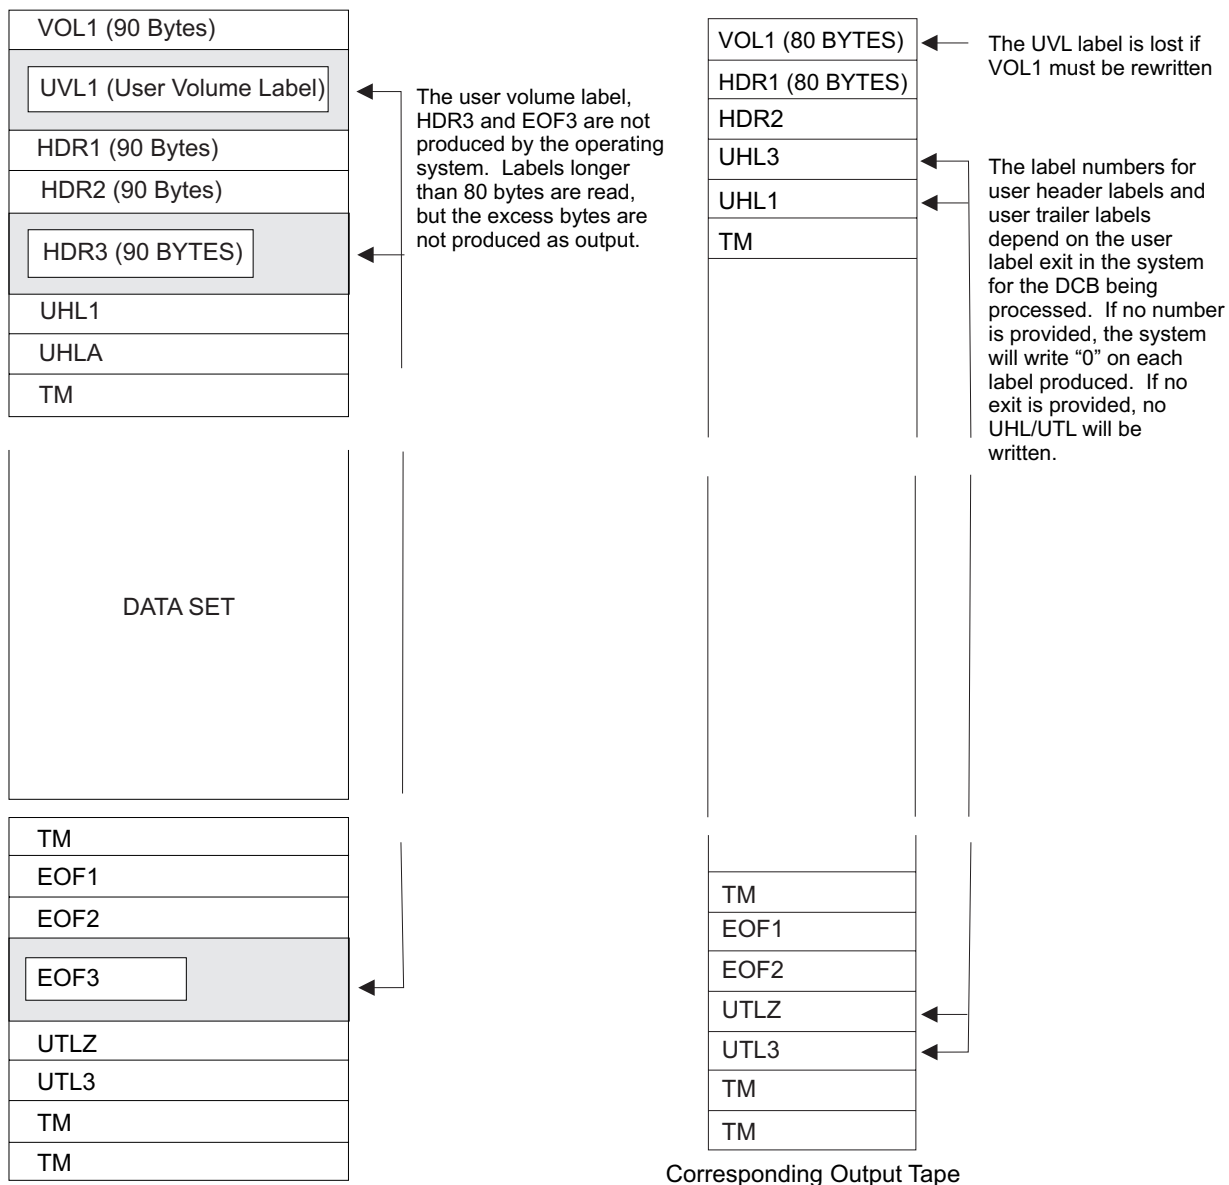 VOL1 (90 Bytes)
UVL1 (User Volume Label)
HDR1 (90 Bytes)
HDR2 (90 Bytes)
HDR3 (90 BYTES)
UHL1
UHLA
TM
DATA SET
TM
EOF1
EOF2
EOF3
UTLZ
UTL3
TM
TM
The user volume label,
HDR3 and EOF3 are not
produced by the operating
system. Labels longer
than 80 bytes are read,
but the excess bytes are
not produced as output.
VOL1 (80 BYTES)
HDR1 (80 BYTES)
HDR2
UHL3
UHL1
TM
TM
EOF1
EOF2
UTLZ
UTL3
TM
TM
Corresponding Output Tape
The UVL label is lost if
VOL1 must be rewritten
The label numbers for
user header labels and
user trailer labels
depend on the user
label exit in the system
for the DCB being
processed. If no number
is provided, the system
will write “0” on each
label produced. If no
exit is provided, no
UHL/UTL will be
written.